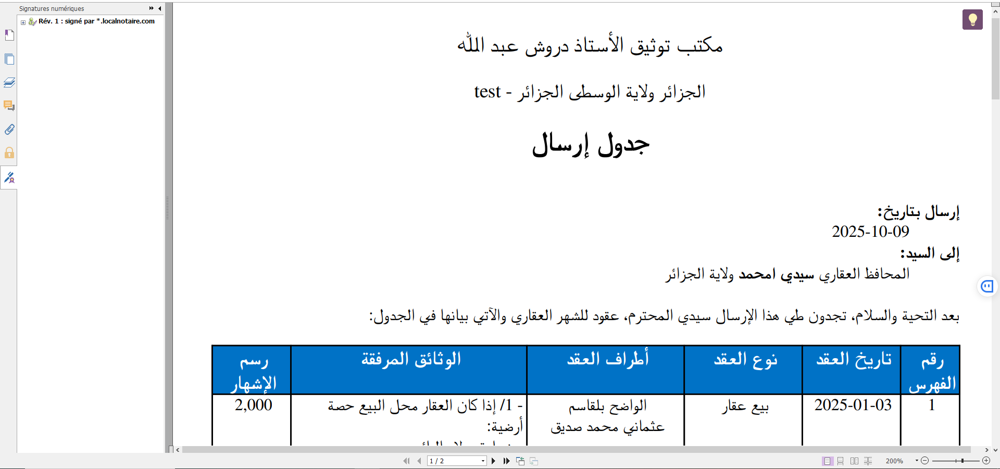 Signatures numériques
Rév. 1 : signé par *.localnotaire.com
مكتب توثيق الأستاذ دروش عبد الله
الجزائر ولاية الوسطى الجزائر - test
جدول إرسال
إرسال بتاريخ:
2025-10-09
إلى السيد:
المحافظ العقاري سيدي امحمد ولاية الجزائر
بعد التحية والسلام، تجدون طي هذا الإرسال سيدي المحترم، عقود للشهر العقاري والآتي بيانها في الجدول:
رقم الفهرس
تاريخ العقد
نوع العقد
أطراف العقد
الوثائق المرفقة
رسم الإشهار
1
2025-01-03
بيع عقار
الواضح بلقاسم
عثماني محمد صديق
- 1/ إذا كان العقار محل البيع حصة
أرضية:
2,000
1 / 2
200%